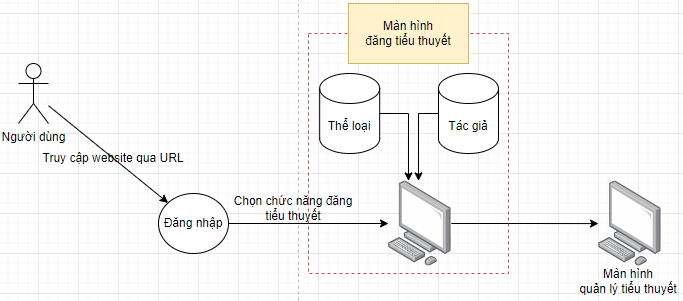 Màn hình
đăng tiểu thuyết
Thể loại
Tác giả
Người dùng
Truy cập website qua URL
Đăng nhập
Chọn chức năng đăng
tiểu thuyết
Màn hình
quản lý tiểu thuyết